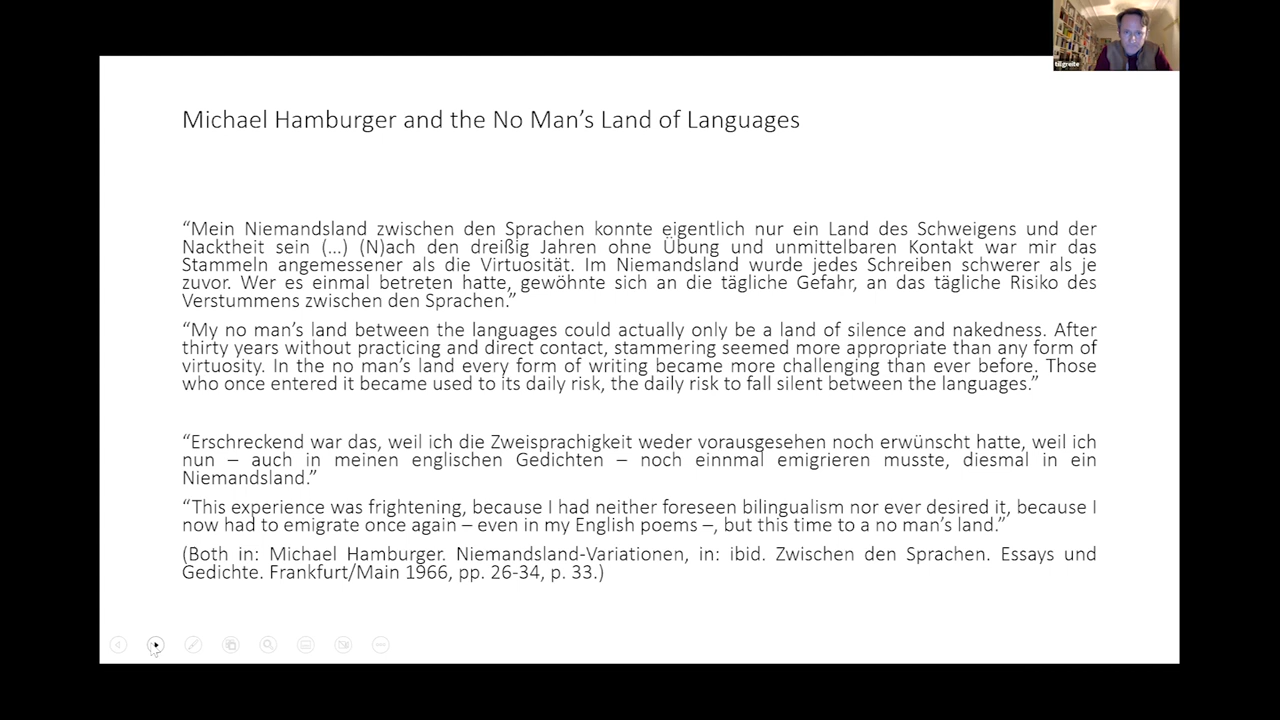 tillgreite
Michael Hamburger and the No Man’s Land of Languages
“Mein Niemandsland zwischen den Sprachen konnte eigentlich nur ein Land des Schweigens und der
Nacktheit sein (…) (N)ach den dreißig Jahren ohne Übung und unmittelbaren Kontakt war mir das
Stammeln angemessener als die Virtuosität. Im Niemandsland wurde jedes Schreiben schwerer als je
zuvor. Wer es einmal betreten hatte, gewöhnte sich an die tägliche Gefahr, an das tägliche Risiko des
Verstummens zwischen den Sprachen.”
“My no man’s land between the languages could actually only be a land of silence and nakedness. After
thirty years without practicing and direct contact, stammering seemed more appropriate than any form of
virtuosity. In the no man’s land every form of writing became more challenging than ever before. Those
who once entered it became used to its daily risk, the daily risk to fall silent between the languages.”
“Erschreckend war das, weil ich die Zweisprachigkeit weder vorausgesehen noch erwünscht hatte, weil ich
nun – auch in meinen englischen Gedichten – noch einnmal emigrieren musste, diesmal in ein
Niemandsland.”
“This experience was frightening, because I had neither foreseen bilingualism nor ever desired it, because I
now had to emigrate once again – even in my English poems –, but this time to a no man’s land.”
(Both in: Michael Hamburger. Niemandsland-Variationen, in: ibid. Zwischen den Sprachen. Essays und
Gedichte. Frankfurt/Main 1966, pp. 26-34, p. 33.)